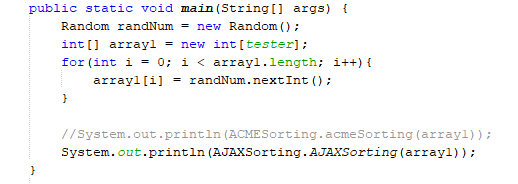 public static void main(String[] args) {
Random randNum = new Random();
int[] array1 = new int[tester];
for(int i = 0; i < array1.length; i++){
array1[i] = randNum.nextInt();
}
//System.out.println(ACMESorting.acmeSorting(array1));
System.out.println(AJAXSorting.AJAXSorting(array1));
}